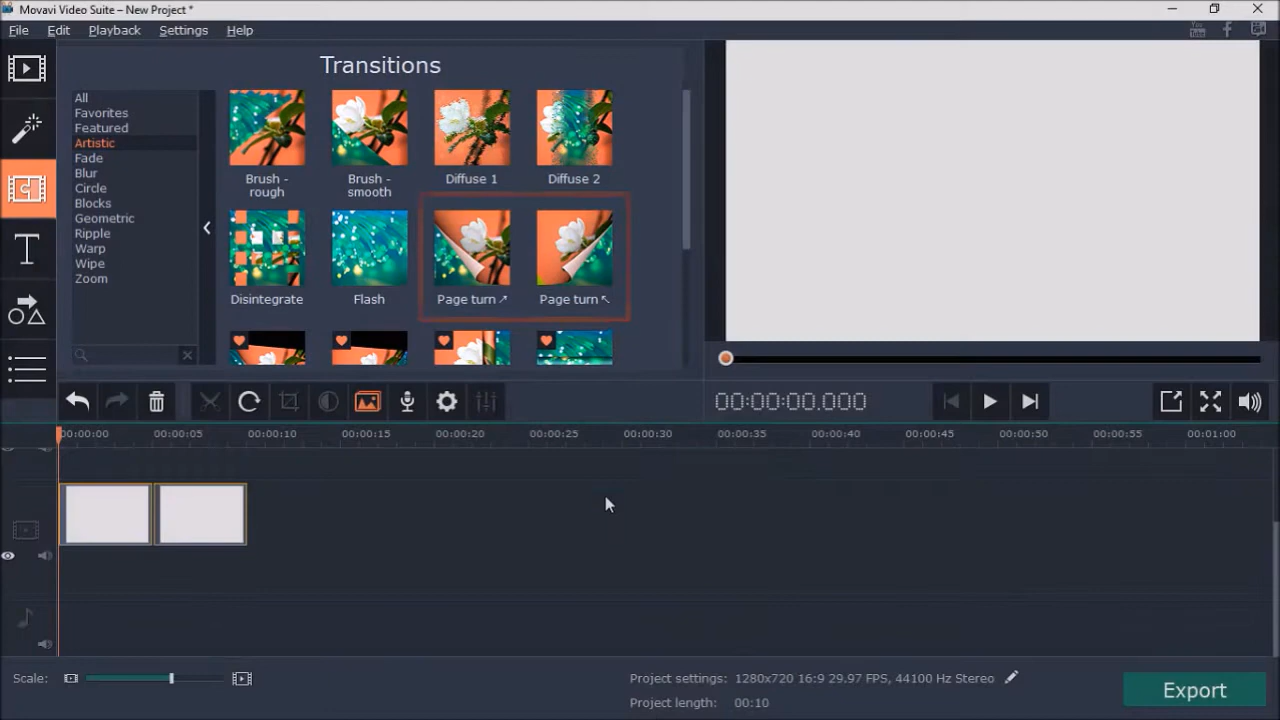 Movavi Video Suite – New Project *
File Edit Playback Settings Help
You Tube
Transitions
All
Favorites
Featured
Artistic
Fade
Blur
Circle
Blocks
Geometric
Ripple
Warp
Wipe
Zoom
Brush - rough
Brush - smooth
Diffuse 1
Diffuse 2
Disintegrate
Flash
Page turn ↗
Page turn ↖
00:00:00.000
00:00:00 00:00:05 00:00:10 00:00:15 00:00:20 00:00:25 00:00:30 00:00:35 00:00:40 00:00:45 00:00:50 00:00:55 00:01:00
Scale:
Project settings: 1280x720 16:9 29.97 FPS, 44100 Hz Stereo
Project length: 00:10
Export